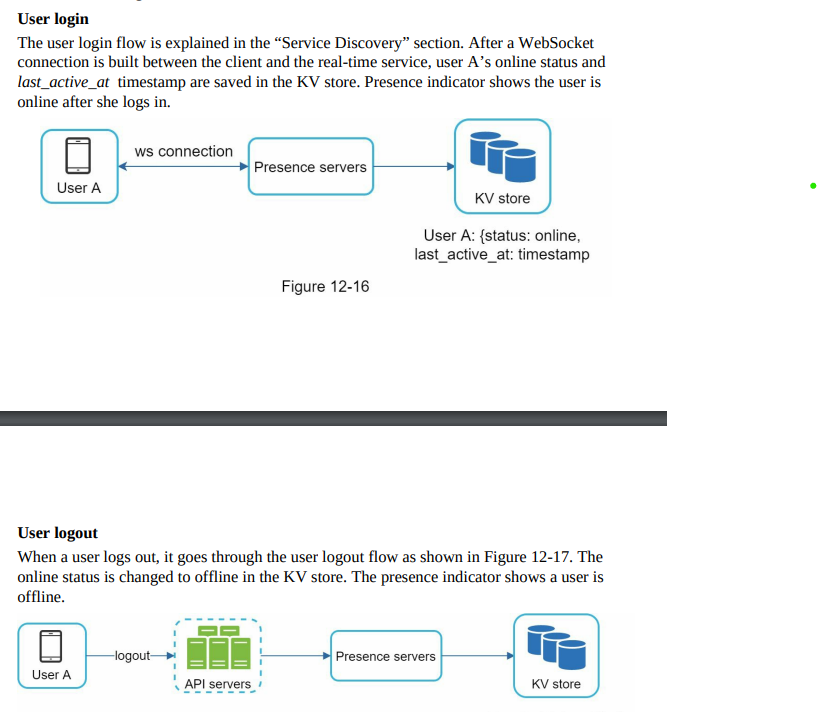 User login
The user login flow is explained in the “Service Discovery” section. After a WebSocket
connection is built between the client and the real-time service, user A’s online status and
last_active_at timestamp are saved in the KV store. Presence indicator shows the user is
online after she logs in.
ws connection
User A
Presence servers
KV store
User A: {status: online,
last_active_at: timestamp
Figure 12-16
User logout
When a user logs out, it goes through the user logout flow as shown in Figure 12-17. The
online status is changed to offline in the KV store. The presence indicator shows a user is
offline.
User A
logout
API servers
Presence servers
KV store